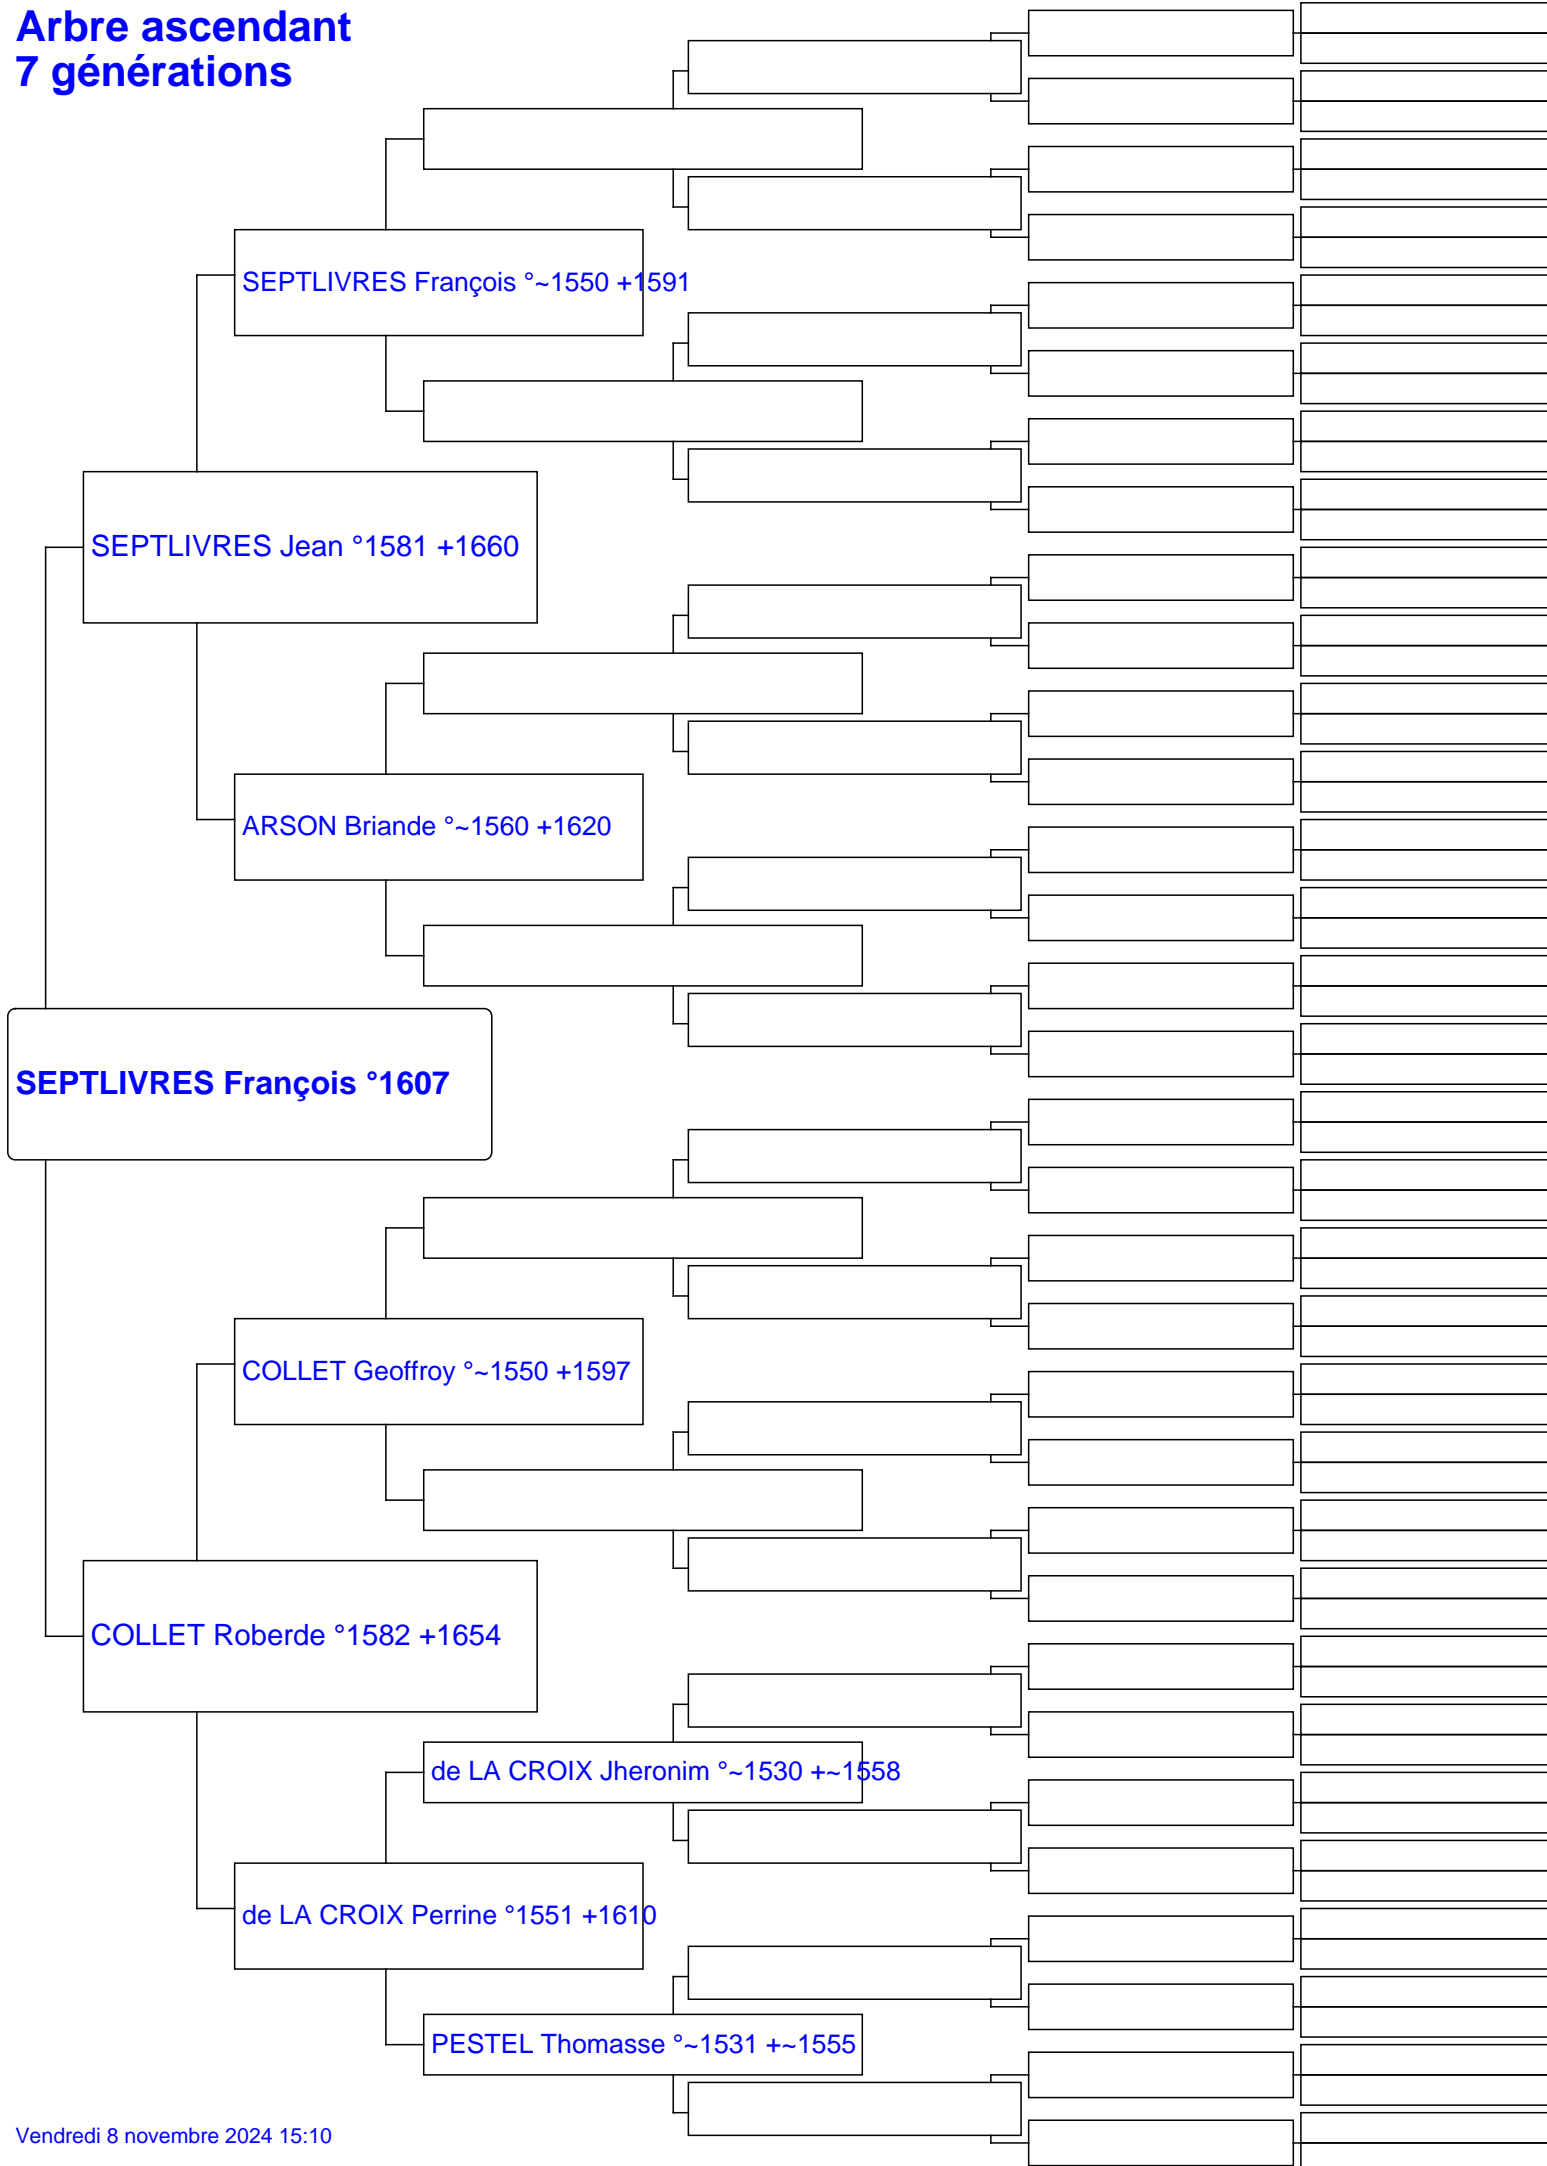 Arbre ascendant
7 générations
SEPTLIVRES François °~1550 +1591
SEPTLIVRES Jean °1581 +1660
ARSON Briande °~1560 +1620
SEPTLIVRES François °1607
COLLET Geoffroy °~1550 +1597
COLLET Roberde °1582 +1654
de LA CROIX Jheronim °~1530 +~1558
de LA CROIX Perrine °1551 +1610
PESTEL Thomasse °~1531 +~1555
Vendredi 8 novembre 2024 15:10